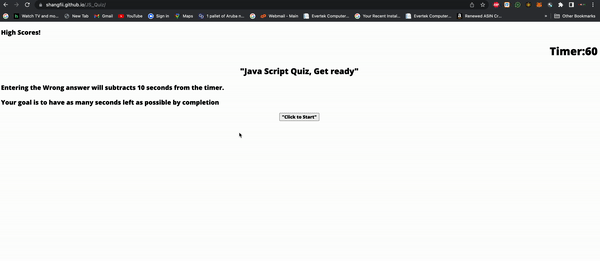 shangfii.github.io/JS_Quiz/
Watch TV and mo...
New Tab
Gmail
YouTube
Sign In
Maps
1 pallet of Aruba n...
Webmail - Main
Evertek Computer...
Your Recent Instal...
Evertek Computer...
Renewed ASIN Cr...
Other Bookmarks
High Scores!
Timer:60
"Java Script Quiz, Get ready"
Entering the Wrong answer will subtracts 10 seconds from the timer.
Your goal is to have as many seconds left as possible by completion
"Click to Start"